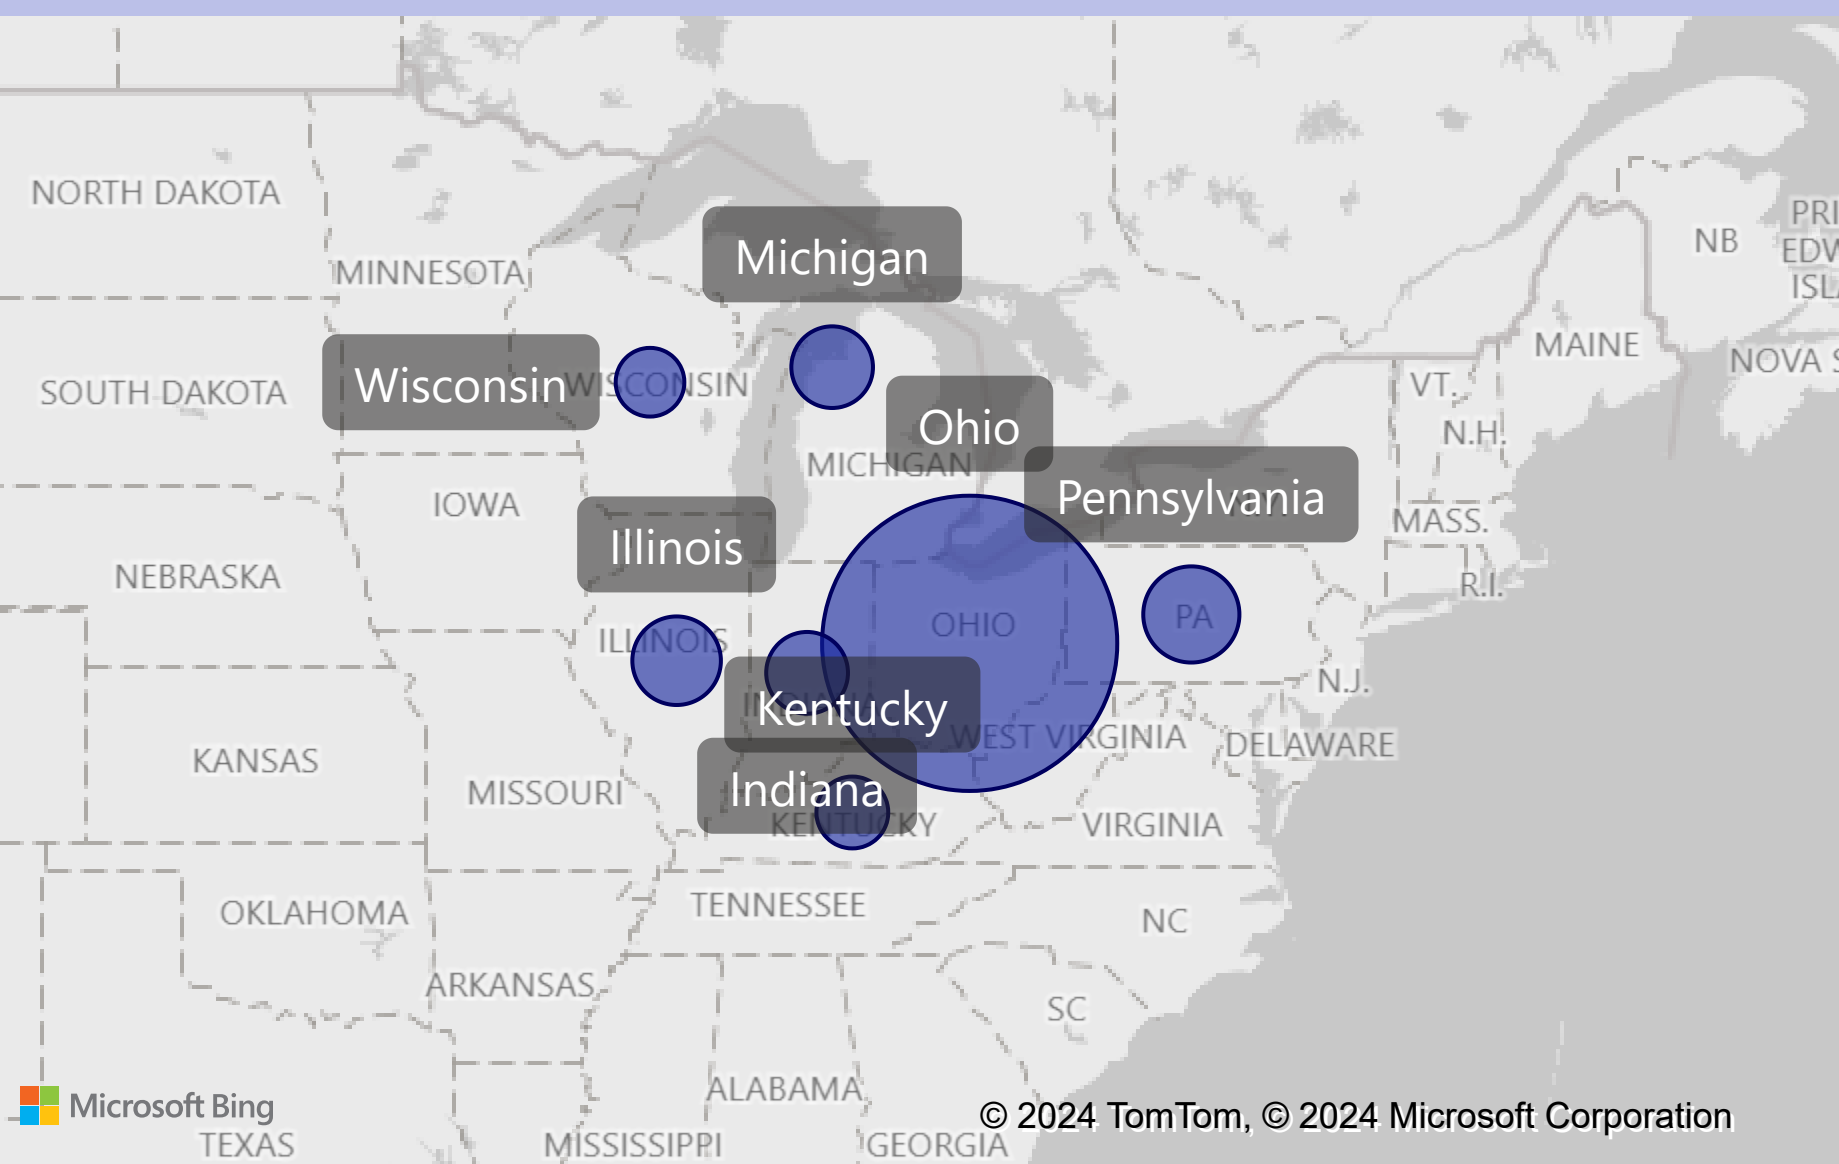 NORTH DAKOTA
PRI
NB
EDW
ISL
Michigan
MINNESOTA
MAINE
NOVA S
SOUTH DAKOTA
Wisconsin
WISCONSIN
VT.
Ohio
N.H.
MICHIGAN
IOWA
Pennsylvania
MASS.
Illinois
NEBRASKA
R.I.
ILLINOIS
OHIO
PA
N.J.
Kentucky
WEST VIRGINIA
DELAWARE
KANSAS
MISSOURI
Indiana
KENTUCKY
VIRGINIA
OKLAHOMA
TENNESSEE
NC
ARKANSAS
SC
ALABAMA
Microsoft Bing
© 2024 TomTom, © 2024 Microsoft Corporation
TEXAS
MISSISSIPPI
GEORGIA